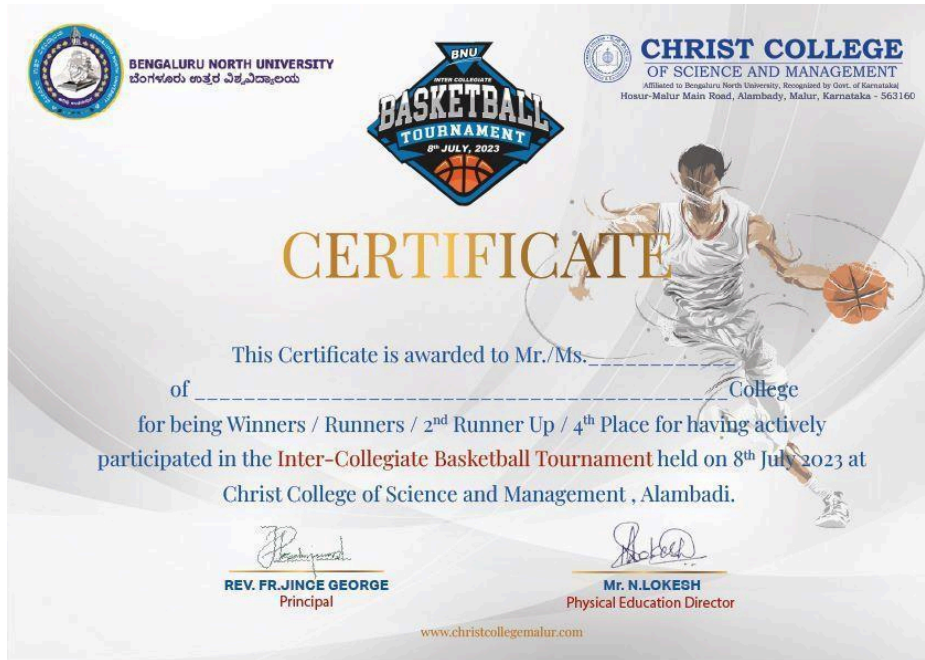 BENGALURU NORTH UNIVERSITY
ಬೆಂಗಳೂರು ಉತ್ತರ ವಿಶ್ವವಿದ್ಯಾಲಯ
BNU
INTER COLLEGIATE
BASKETBALL
TOURNAMENT
8th JULY, 2023
CHRIST COLLEGE
OF SCIENCE AND MANAGEMENT
Affiliated to Bengaluru North University, Recognized by Govt. of Karnataka)
Hosur-Malur Main Road, Alambady, Malur, Karnataka - 563160
CERTIFICATE
This Certificate is awarded to Mr./Ms.____________
of ____________________________________________College
for being Winners / Runners / 2nd Runner Up / 4th Place for having actively
participated in the Inter-Collegiate Basketball Tournament held on 8th July 2023 at
Christ College of Science and Management , Alambadi.
REV. FR.JINCE GEORGE
Principal
Mr. N.LOKESH
Physical Education Director
www.christcollegemalur.com